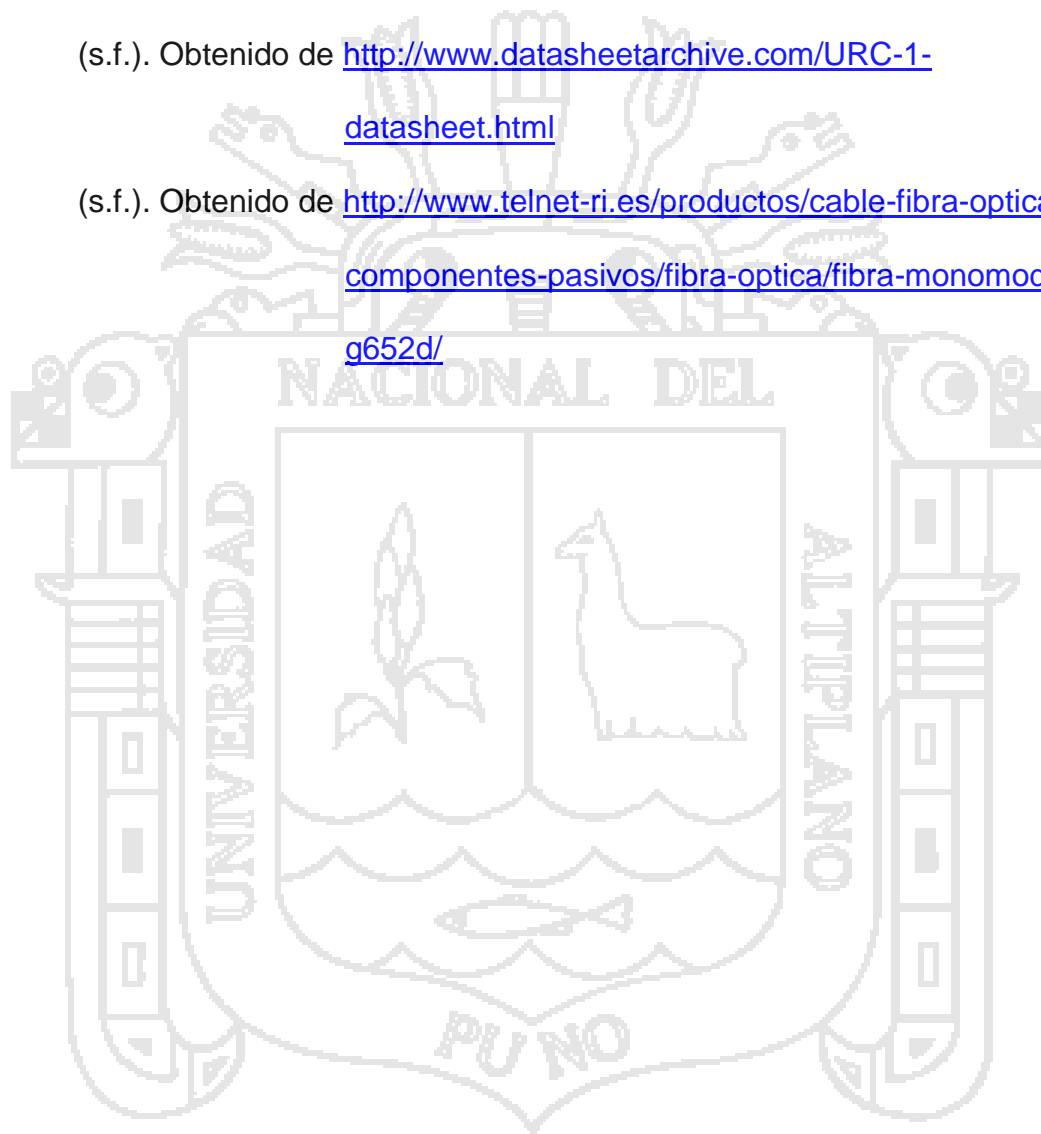 (s.f.). Obtenido de http://www.datasheetarchive.com/URC-1-
datasheet.html
(s.f.). Obtenido de http://www.telnet-ri.es/productos/cable-fibra-optica
componentes-pasivos/fibra-optica/fibra-monomod
g652d/
NACIONAL DEL
UNIVERSIDAD
ALTIPLANO
PUNO